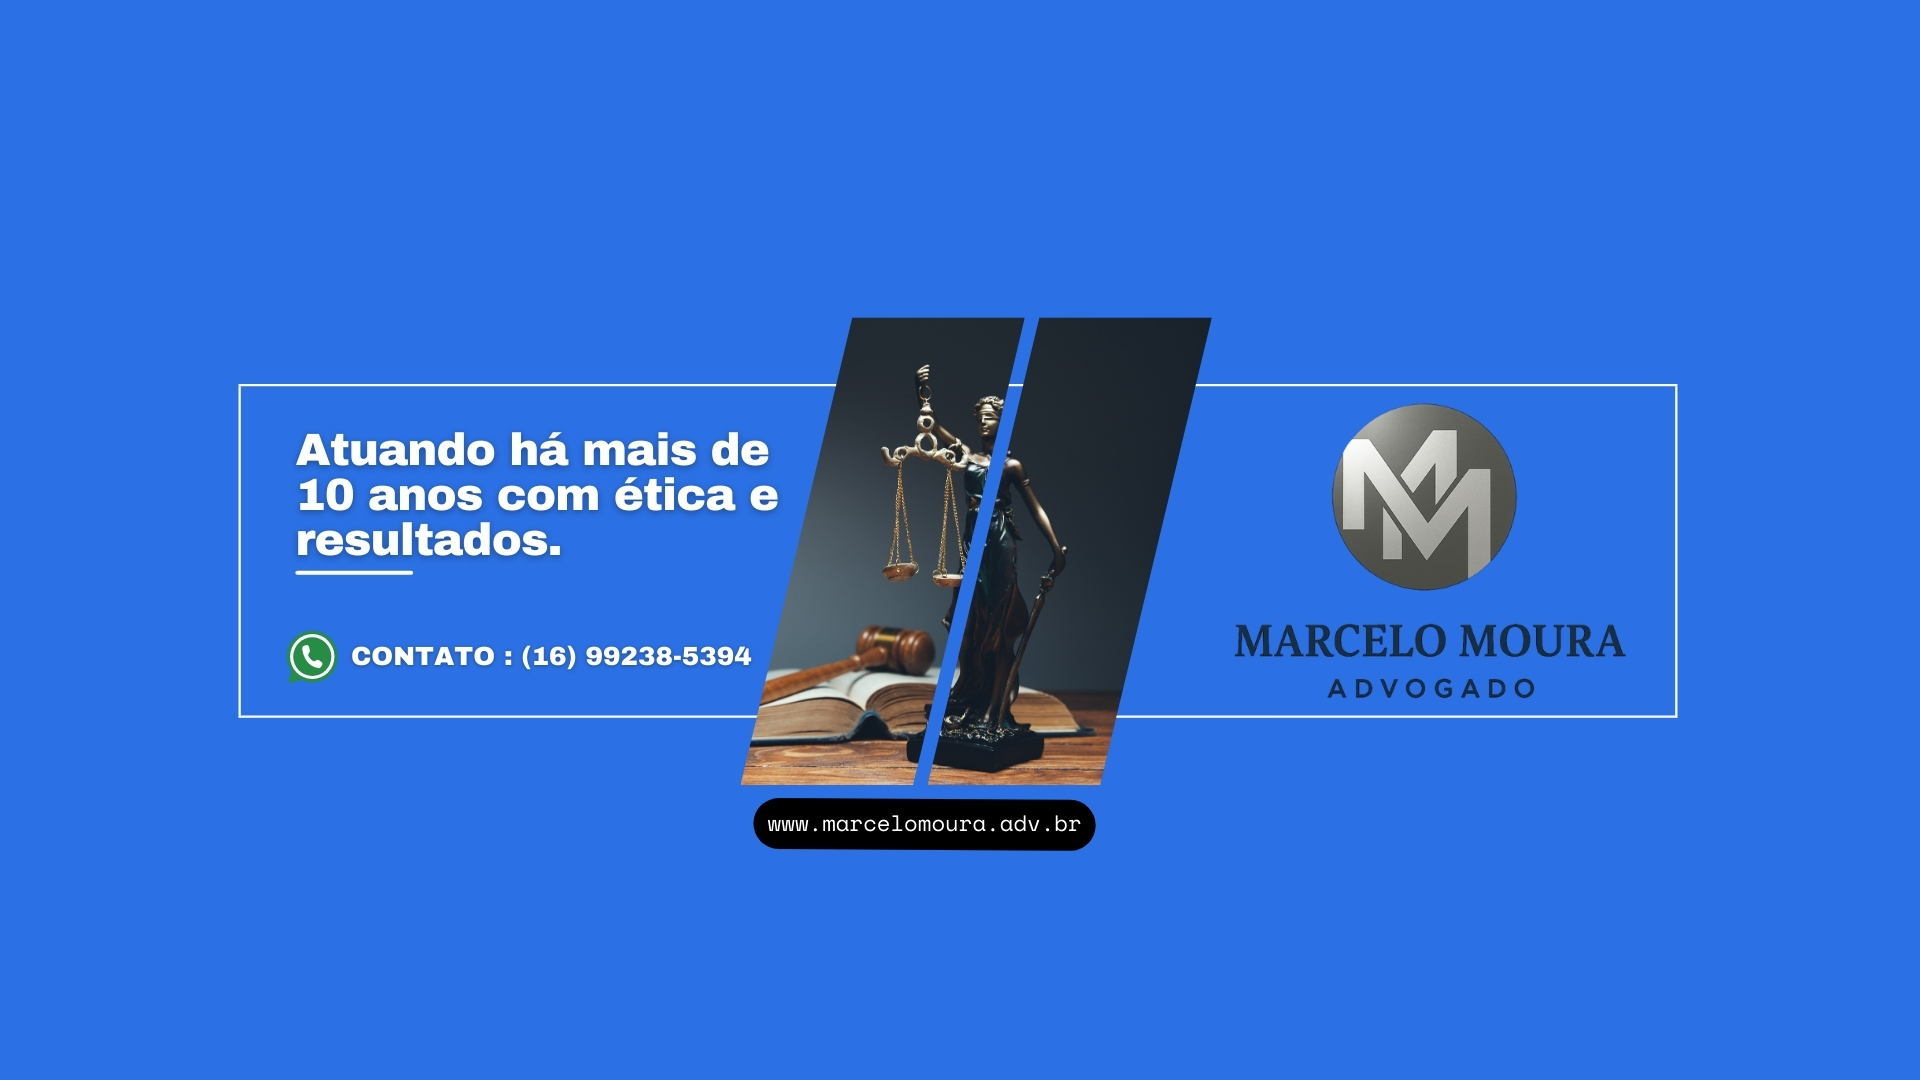 Atuando há mais de
10 anos com ética e
resultados.
CONTATO : (16) 99238-5394
MM
MARCELO MOURA
ADVOGADO
www.marcelomoura.adv.br